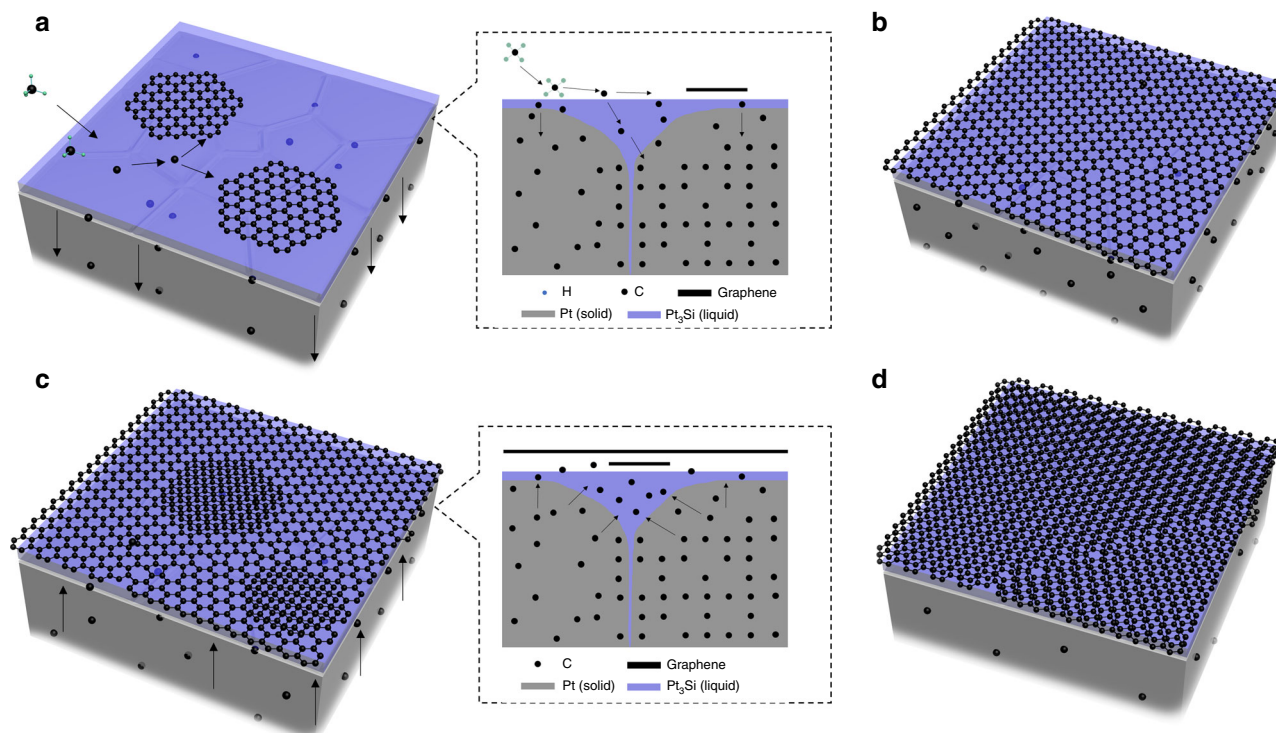 a
b
H C Graphene
Pt (solid) Pt₃Si (liquid)
c
d
C Graphene
Pt (solid) Pt₃Si (liquid)